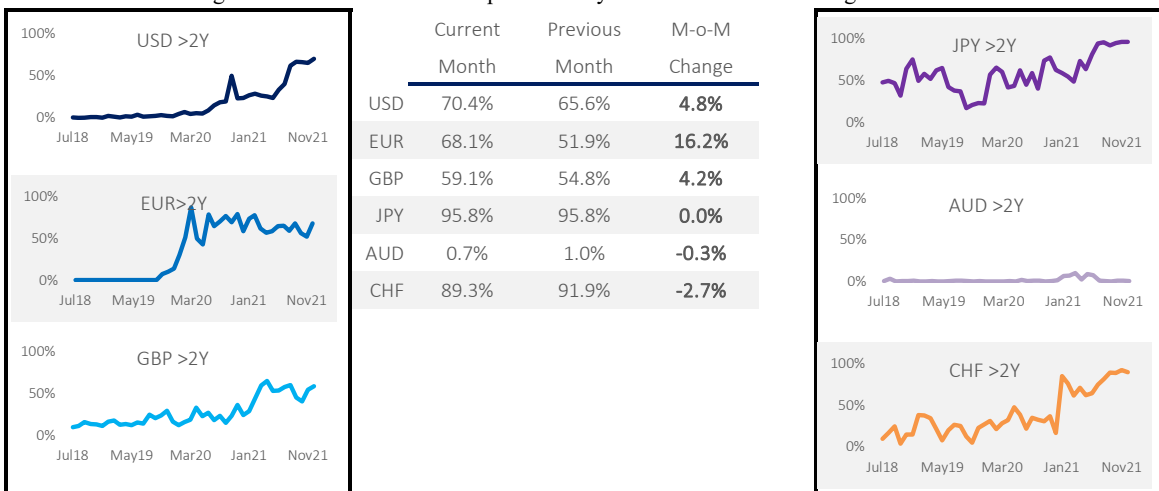 USD >2Y
100%
50%
0%
Jul18 May19 Mar20 Jan21 Nov21
EUR>2Y
100%
50%
0%
Jul18 May19 Mar20 Jan21 Nov21
GBP >2Y
100%
50%
0%
Jul18 May19 Mar20 Jan21 Nov21
Current Previous M-o-M
Month Month Change
USD 70.4% 65.6% 4.8%
EUR 68.1% 51.9% 16.2%
GBP 59.1% 54.8% 4.2%
JPY 95.8% 95.8% 0.0%
AUD 0.7% 1.0% -0.3%
CHF 89.3% 91.9% -2.7%
JPY >2Y
100%
50%
0%
Jul18 May19 Mar20 Jan21 Nov21
AUD >2Y
100%
50%
0%
Jul18 May19 Mar20 Jan21 Nov21
CHF >2Y
100%
50%
0%
Jul18 May19 Mar20 Jan21 Nov21